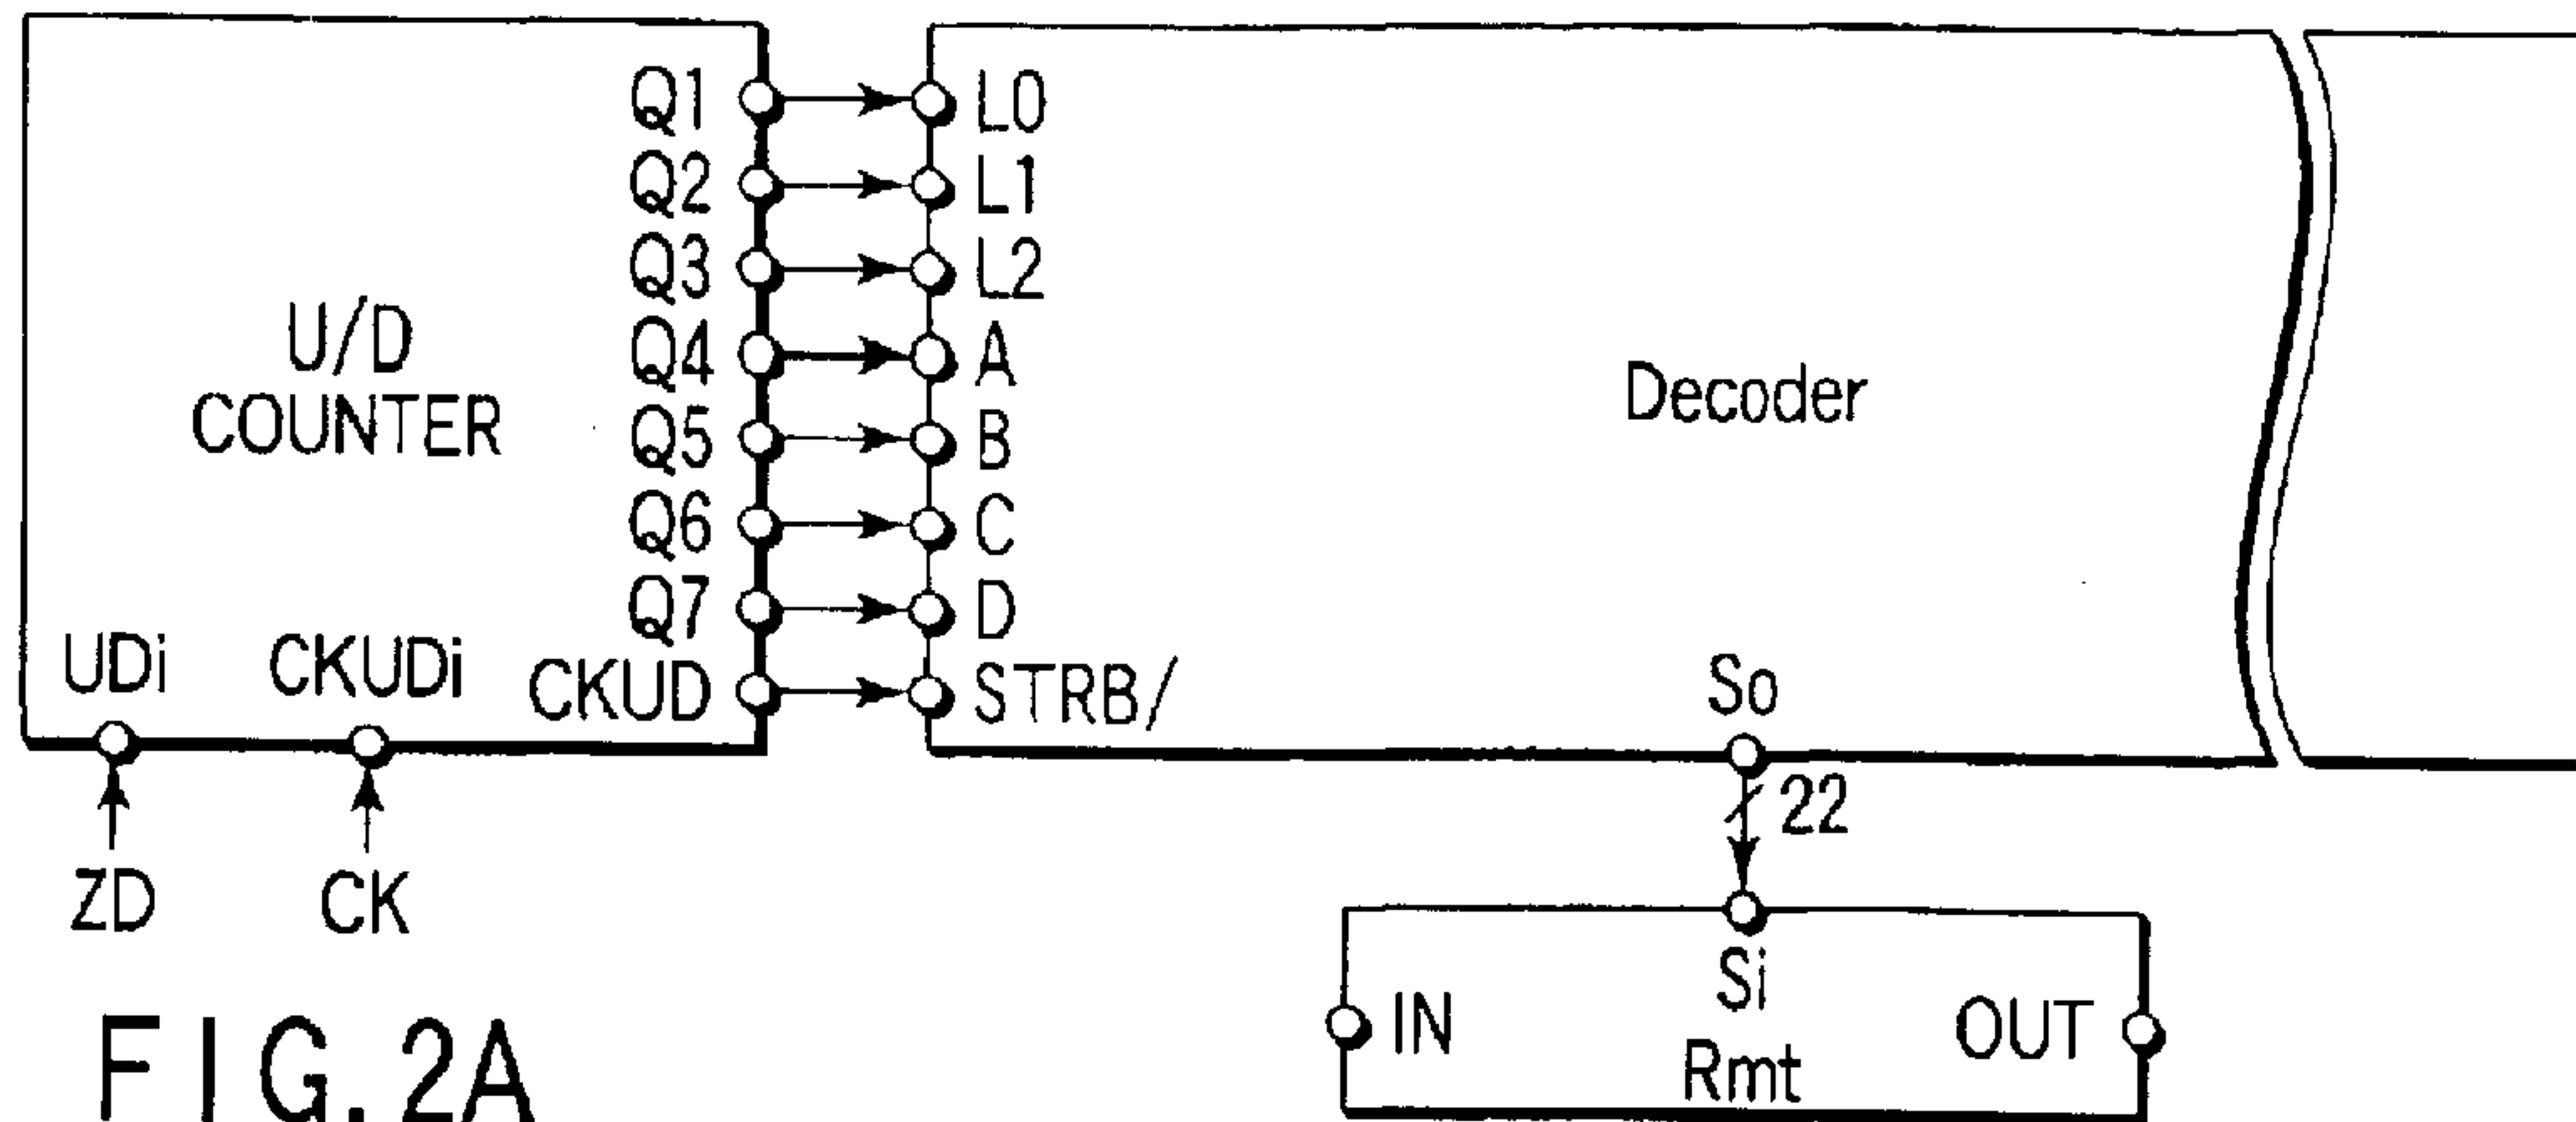 Q1 L0
Q2 L1
Q3 L2
U/D
COUNTER
Q4 A
Q5 B
Decoder
Q6 C
Q7 D
UDi CKUDi CKUD STRB/
So
22
ZD CK
Si
IN OUT
Rmt
FIG. 2A